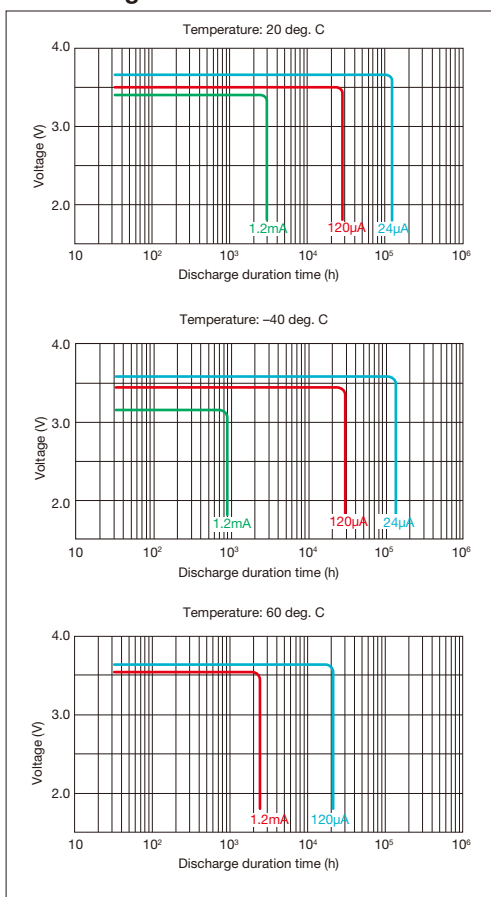 Temperature: 20 deg. C
4.0
3.0
2.0
Voltage (V)
1.2mA 120μA 24μA
10 10² 10³ 10⁴ 10⁵ 10⁶
Discharge duration time (h)
Temperature: –40 deg. C
4.0
3.0
2.0
Voltage (V)
1.2mA 120μA 24μA
10 10² 10³ 10⁴ 10⁵ 10⁶
Discharge duration time (h)
Temperature: 60 deg. C
4.0
3.0
2.0
Voltage (V)
1.2mA 120μA
10 10² 10³ 10⁴ 10⁵ 10⁶
Discharge duration time (h)